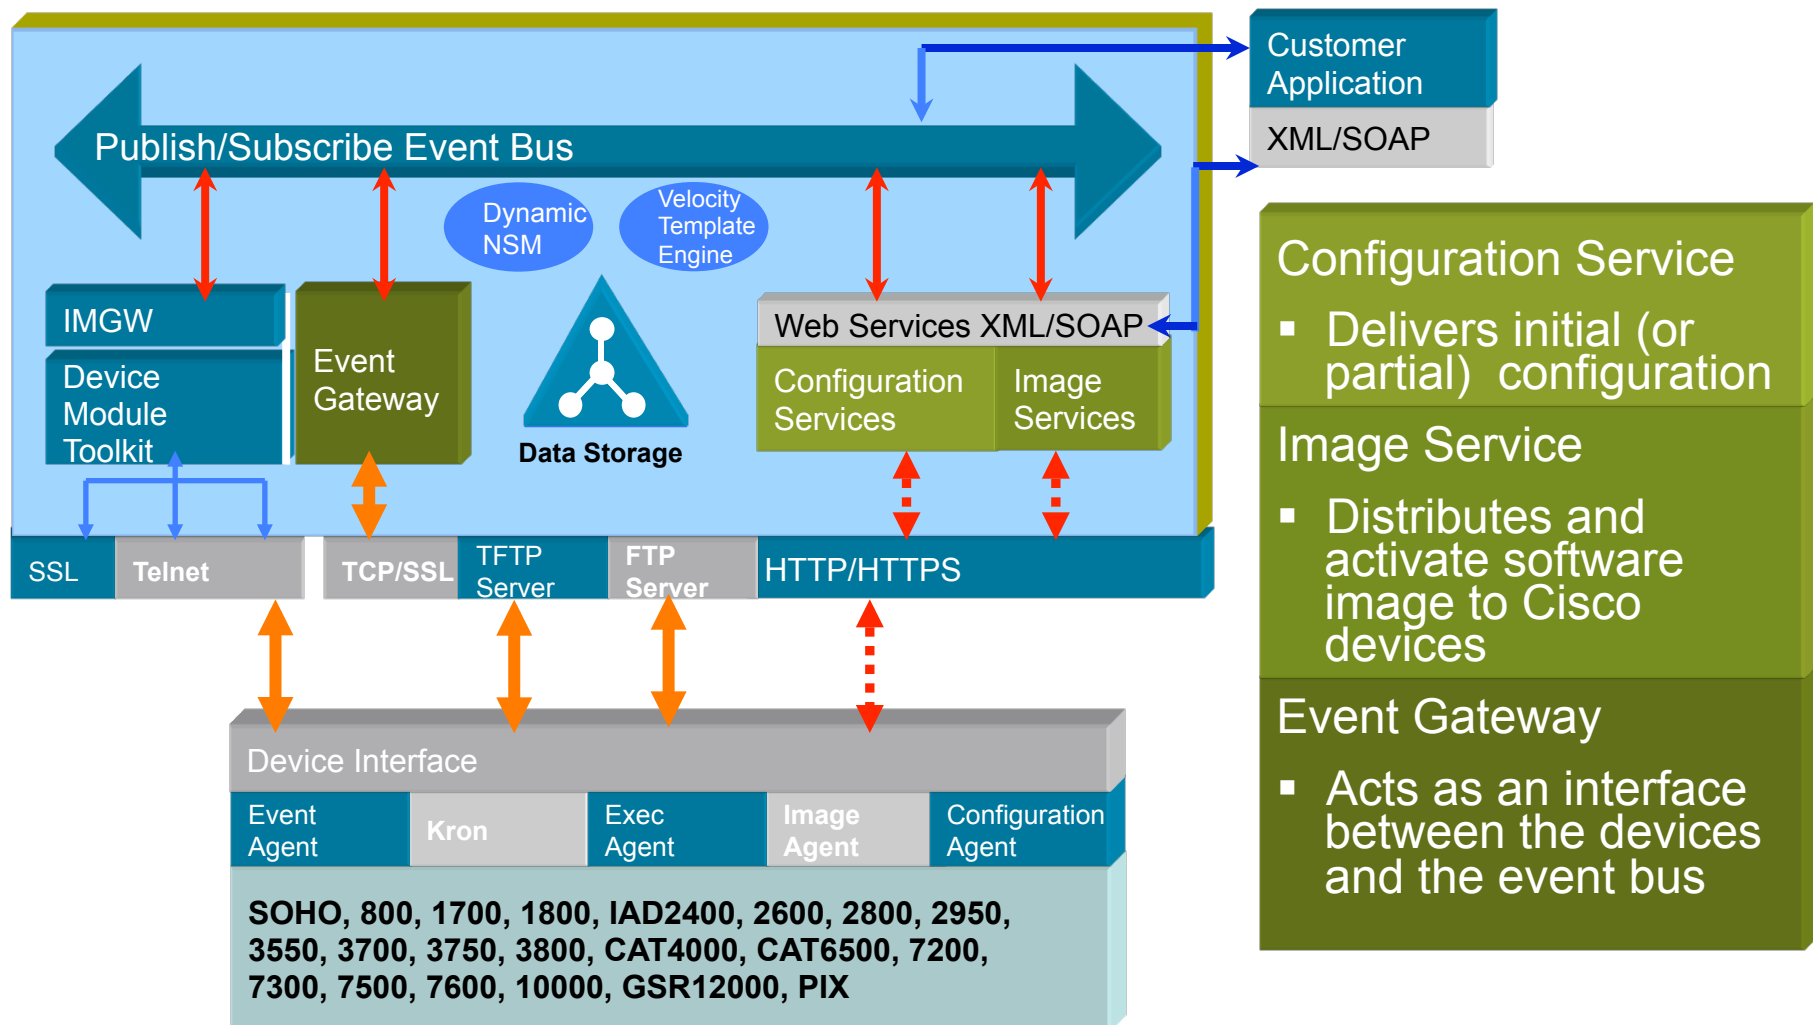 Customer
Application
XML/SOAP
Publish/Subscribe Event Bus
Dynamic
NSM
Velocity
Template
Engine
IMGW
Device
Module
Toolkit
Event
Gateway
Data Storage
Web Services XML/SOAP
Configuration
Services
Image
Services
SSL
Telnet
TCP/SSL
TFTP
Server
FTP
Server
HTTP/HTTPS
Device Interface
Event
Agent
Kron
Exec
Agent
Image
Agent
Configuration
Agent
SOHO, 800, 1700, 1800, IAD2400, 2600, 2800, 2950,
3550, 3700, 3750, 3800, CAT4000, CAT6500, 7200,
7300, 7500, 7600, 10000, GSR12000, PIX
Configuration Service
▪ Delivers initial (or
partial)  configuration
Image Service
▪ Distributes and
activate software
image to Cisco
devices
Event Gateway
▪ Acts as an interface
between the devices
and the event bus